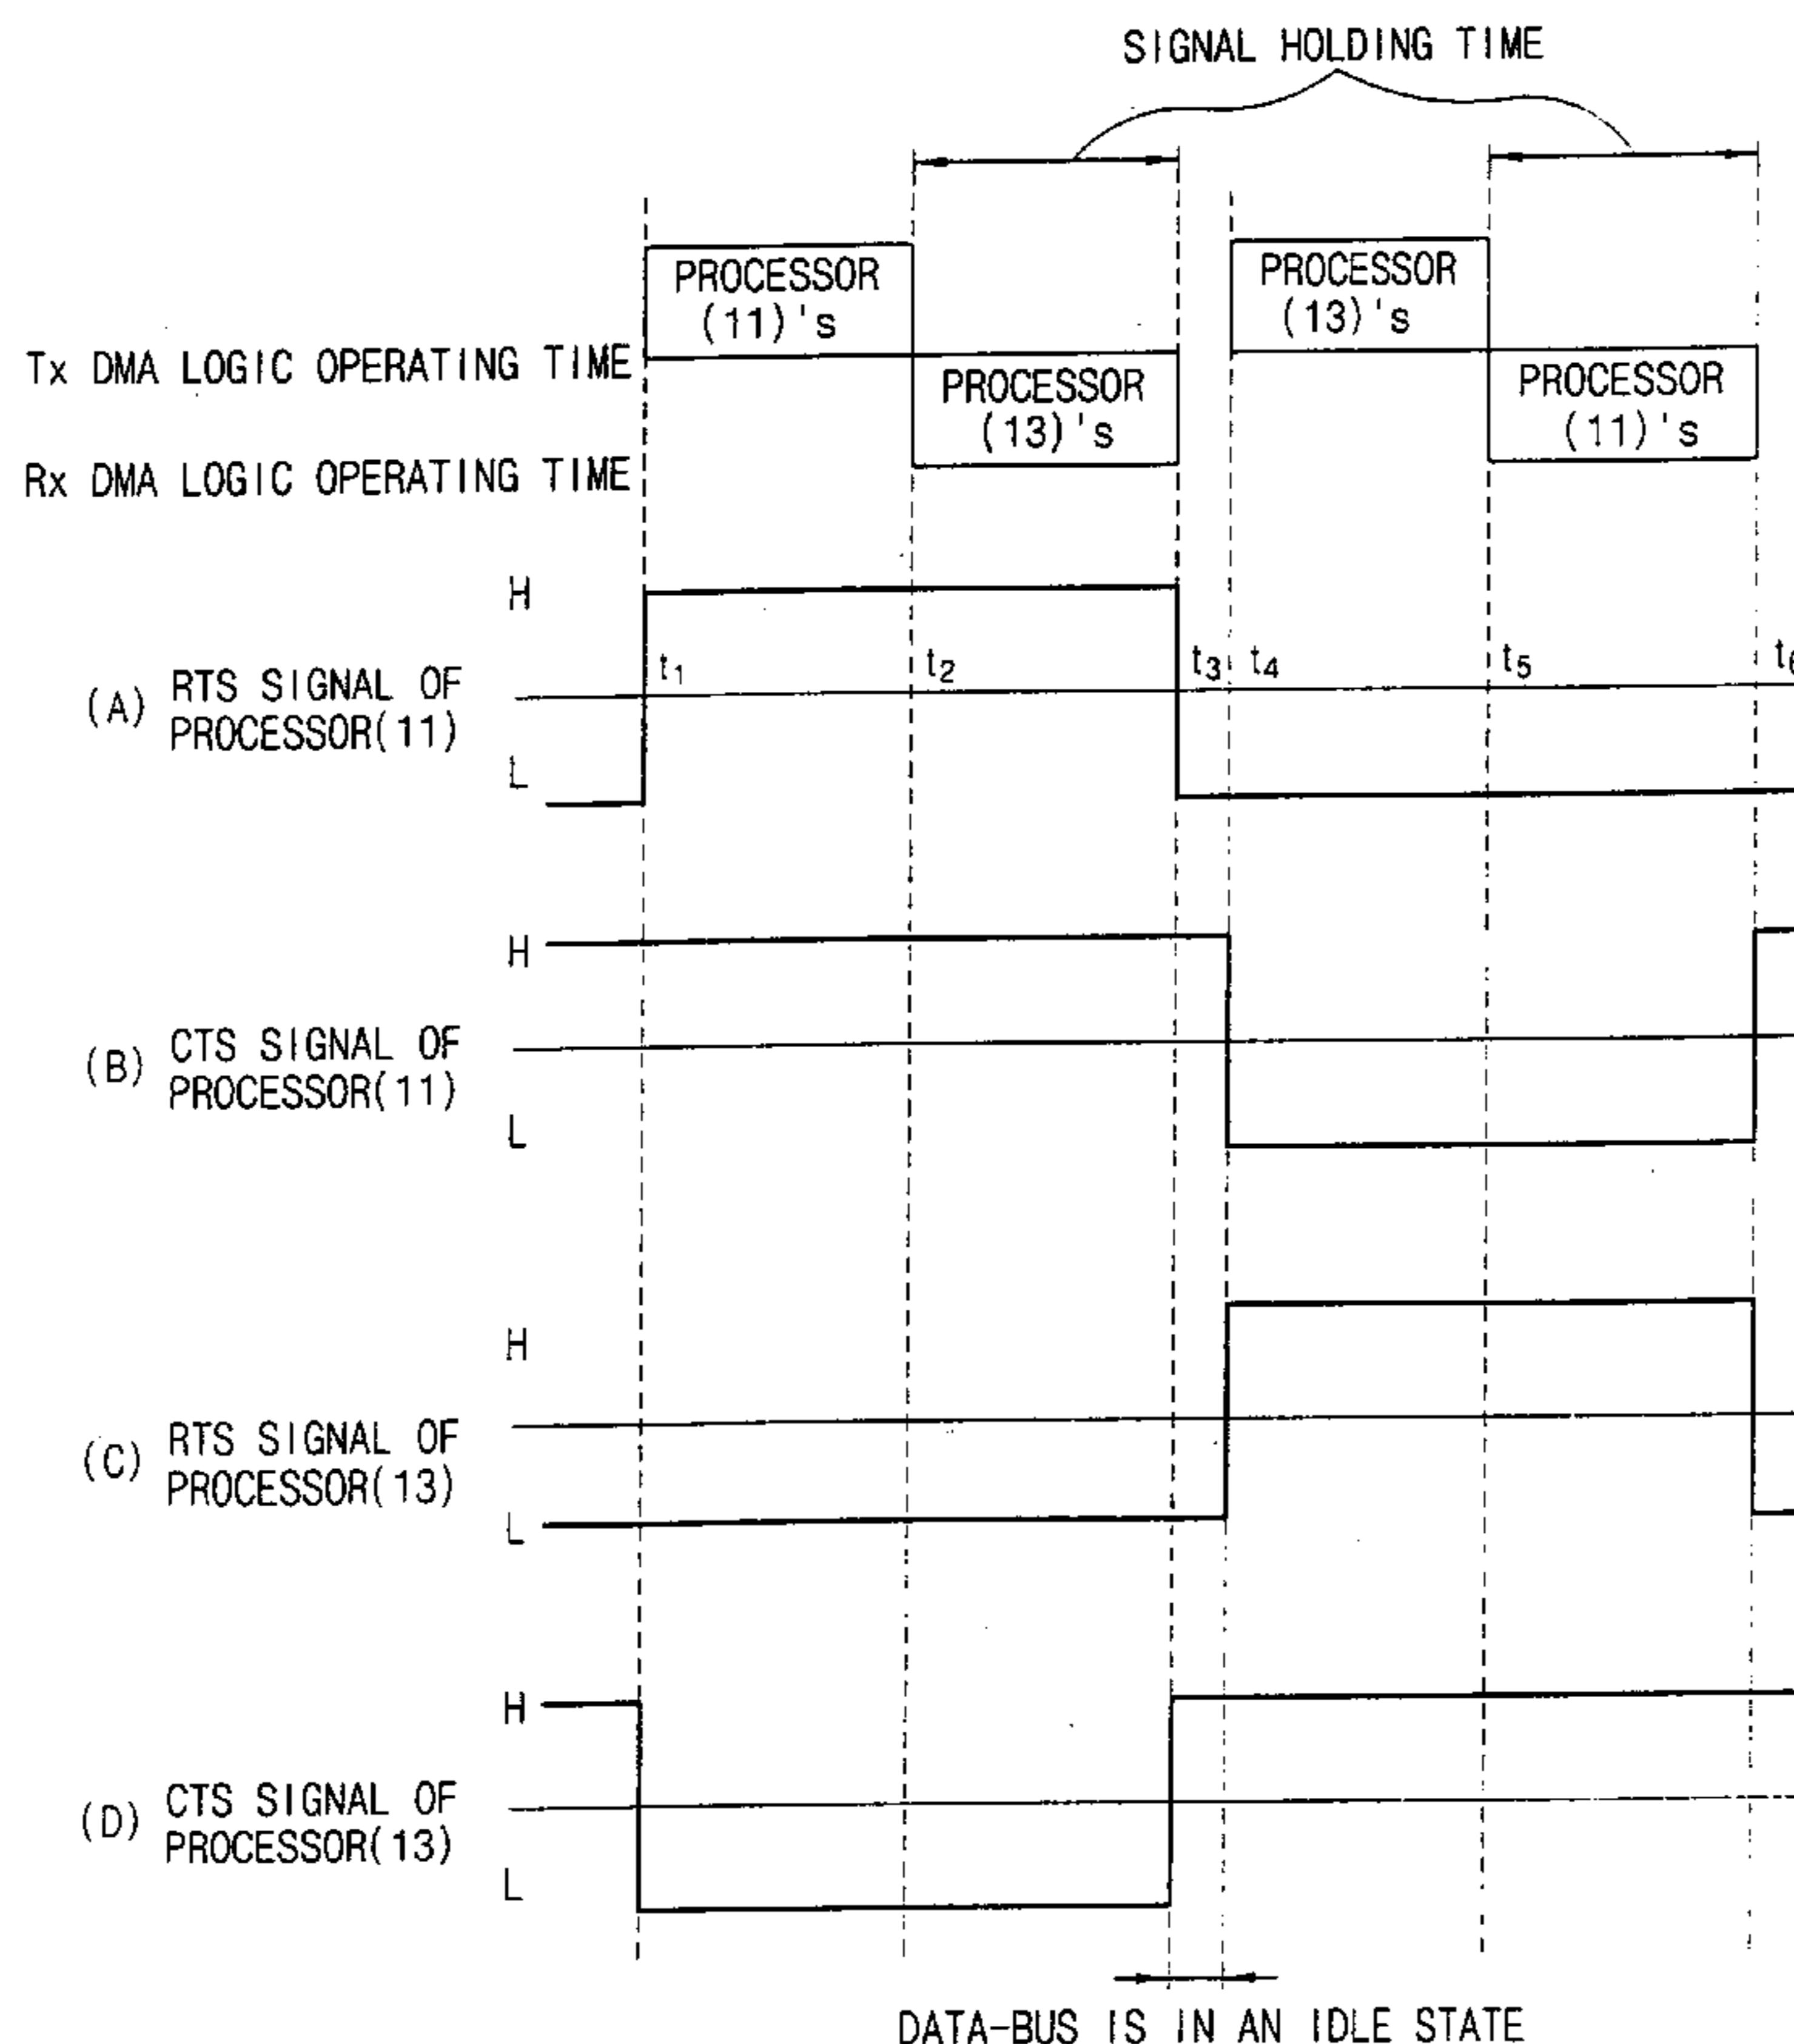 SIGNAL HOLDING TIME
PROCESSOR
(11)'s
PROCESSOR
(13)'s
Tx DMA LOGIC OPERATING TIME
PROCESSOR
(13)'s
PROCESSOR
(11)'s
Rx DMA LOGIC OPERATING TIME
H
t1 t2 t3 t4 t5 t6
(A) RTS SIGNAL OF
PROCESSOR(11)
L
H
(B) CTS SIGNAL OF
PROCESSOR(11)
L
H
(C) RTS SIGNAL OF
PROCESSOR(13)
L
H
(D) CTS SIGNAL OF
PROCESSOR(13)
L
DATA-BUS IS IN AN IDLE STATE